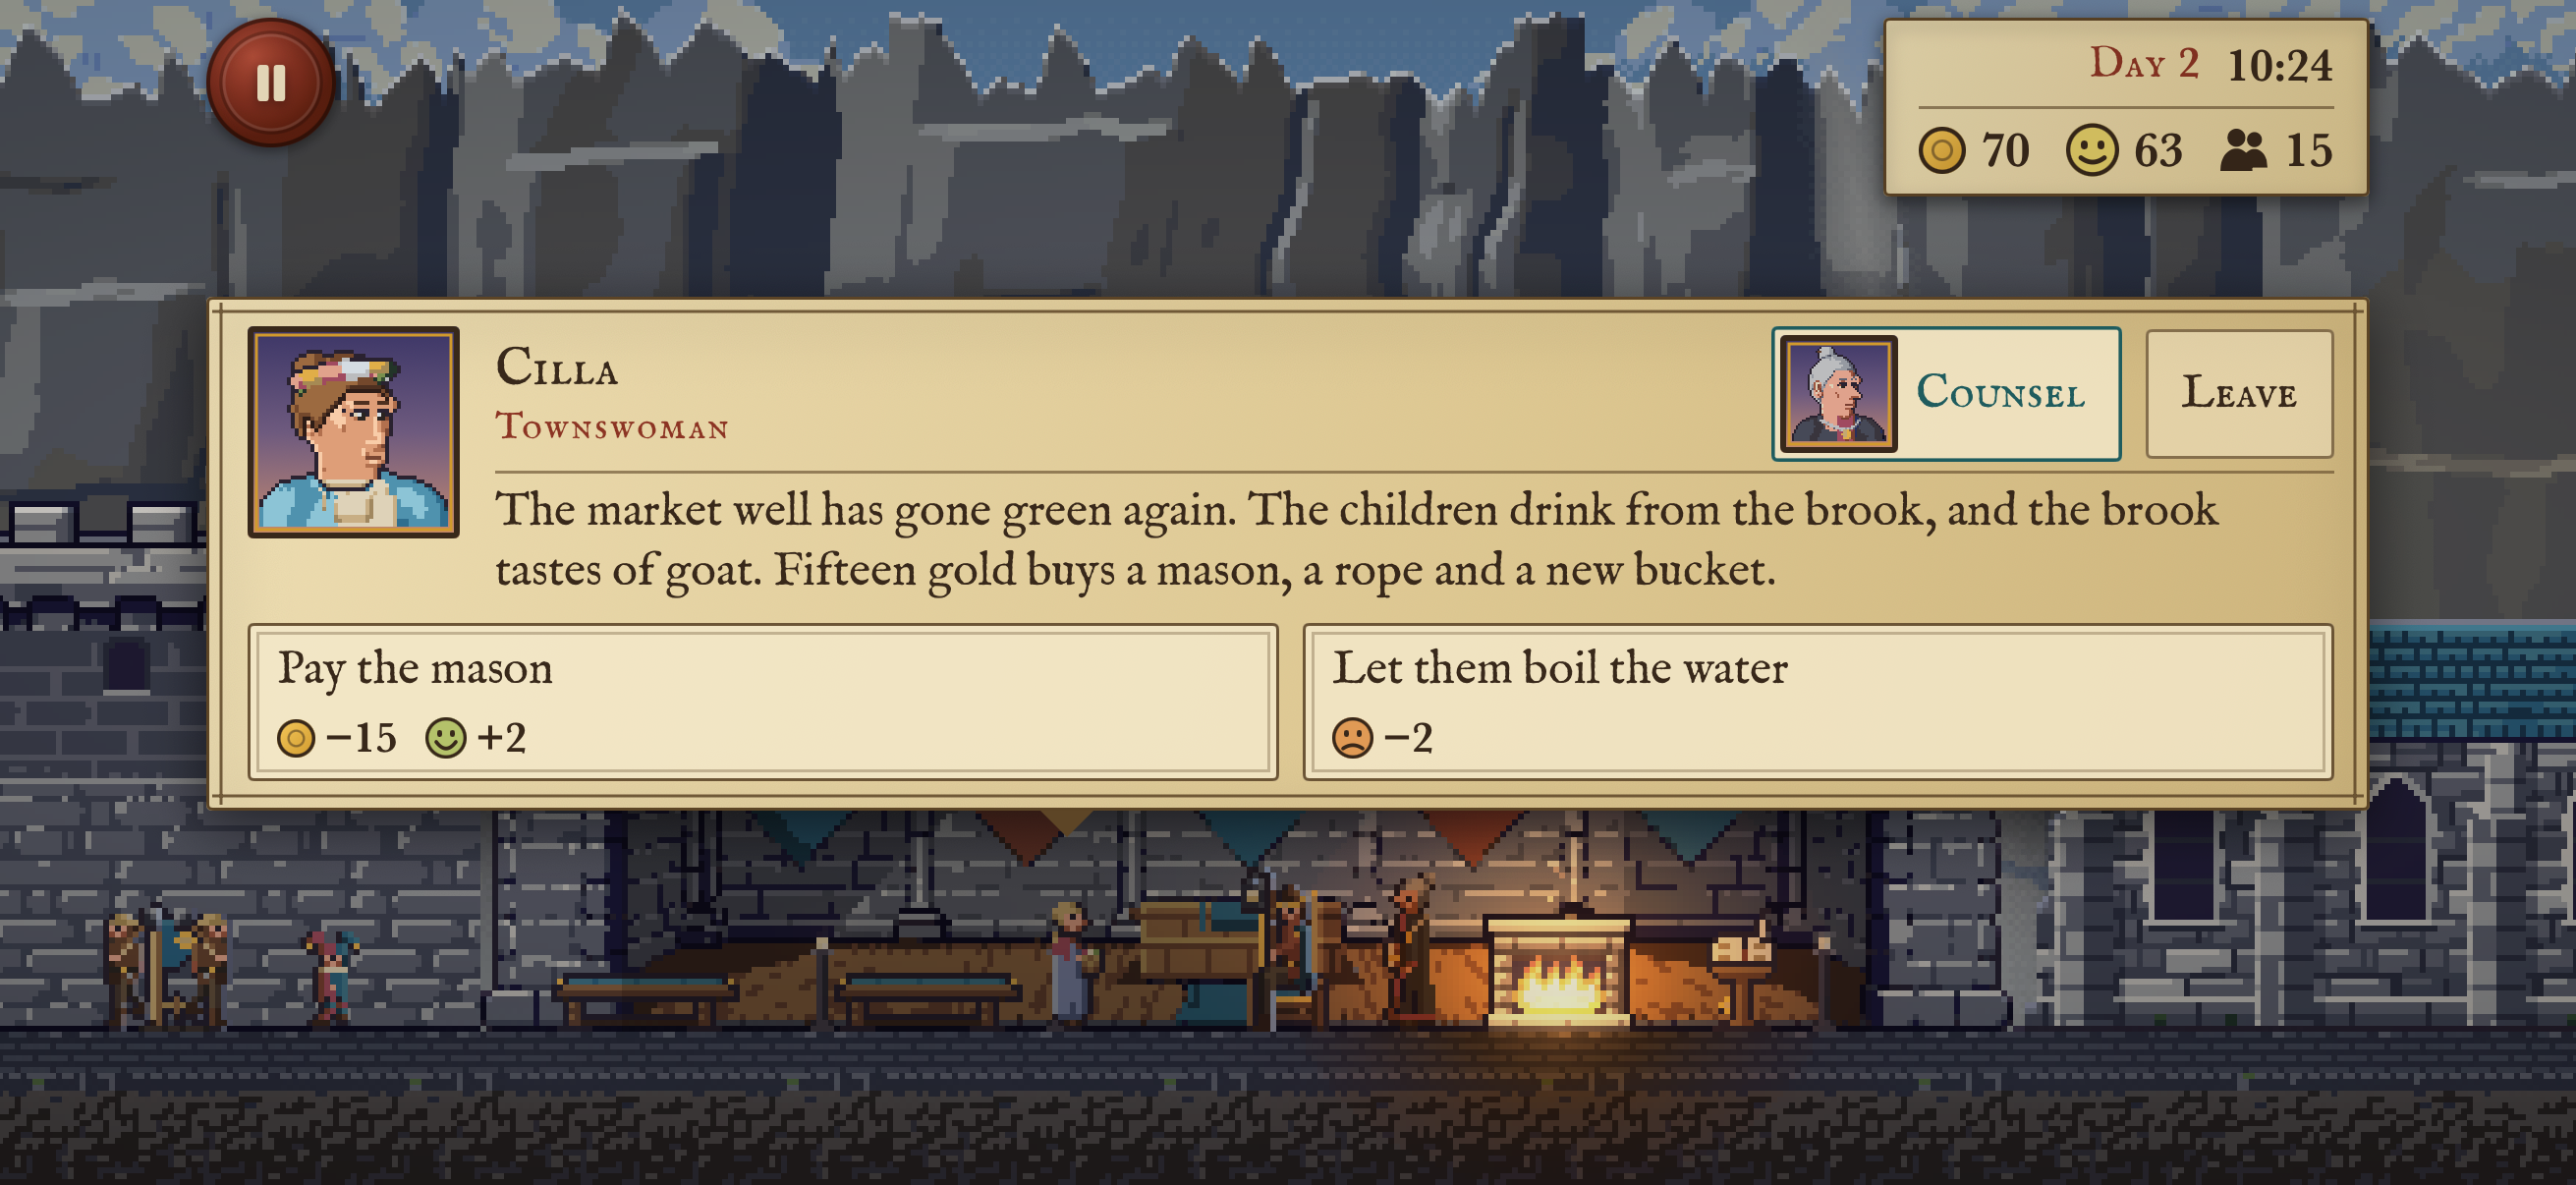 Day 2 10:24
70 63 15
Cilla
Townswoman
Counsel
Leave
The market well has gone green again. The children drink from the brook, and the brook
tastes of goat. Fifteen gold buys a mason, a rope and a new bucket.
Pay the mason
−15 +2
Let them boil the water
−2